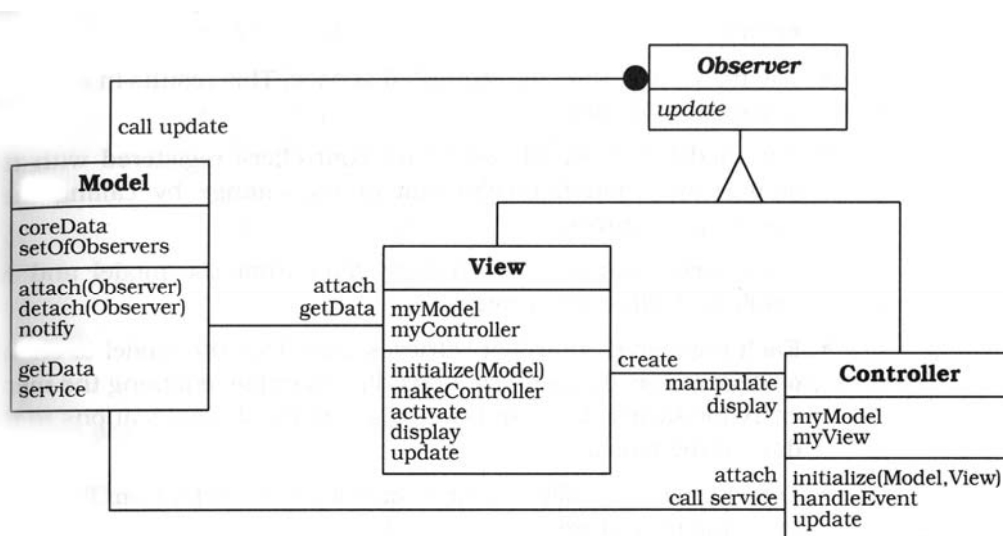 Observer
update
call update
Model
coreData
setOfObservers
attach(Observer)
detach(Observer)
notify
getData
service
attach
getData
View
myModel
myController
initialize(Model)
makeController
activate
display
update
create
manipulate
display
Controller
myModel
myView
attach
call service
initialize(Model,View)
handleEvent
update